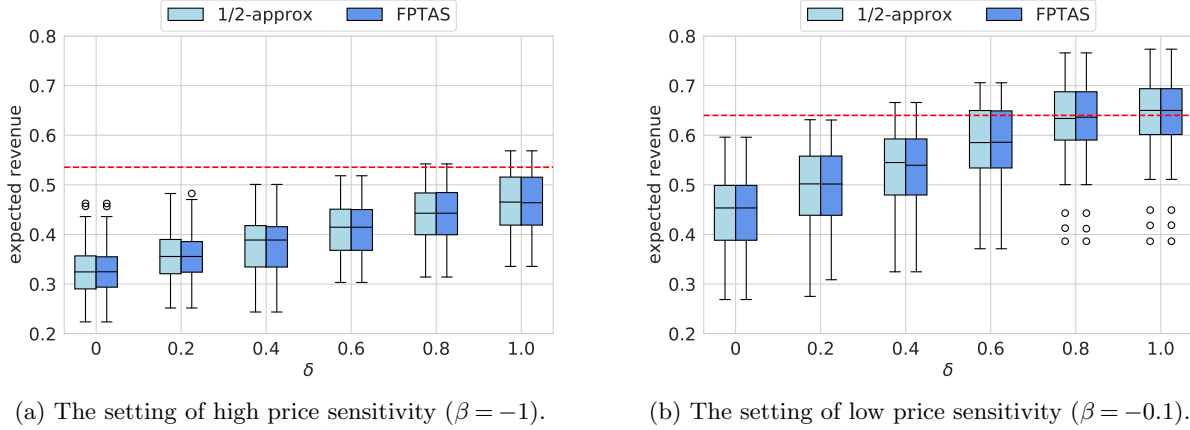 1/2-approx FPTAS
expected revenue
0.8
0.7
0.6
0.5
0.4
0.3
0.2
0 0.2 0.4 0.6 0.8 1.0
δ
(a) The setting of high price sensitivity (β = −1).
1/2-approx FPTAS
expected revenue
0.8
0.7
0.6
0.5
0.4
0.3
0.2
0 0.2 0.4 0.6 0.8 1.0
δ
(b) The setting of low price sensitivity (β = −0.1).